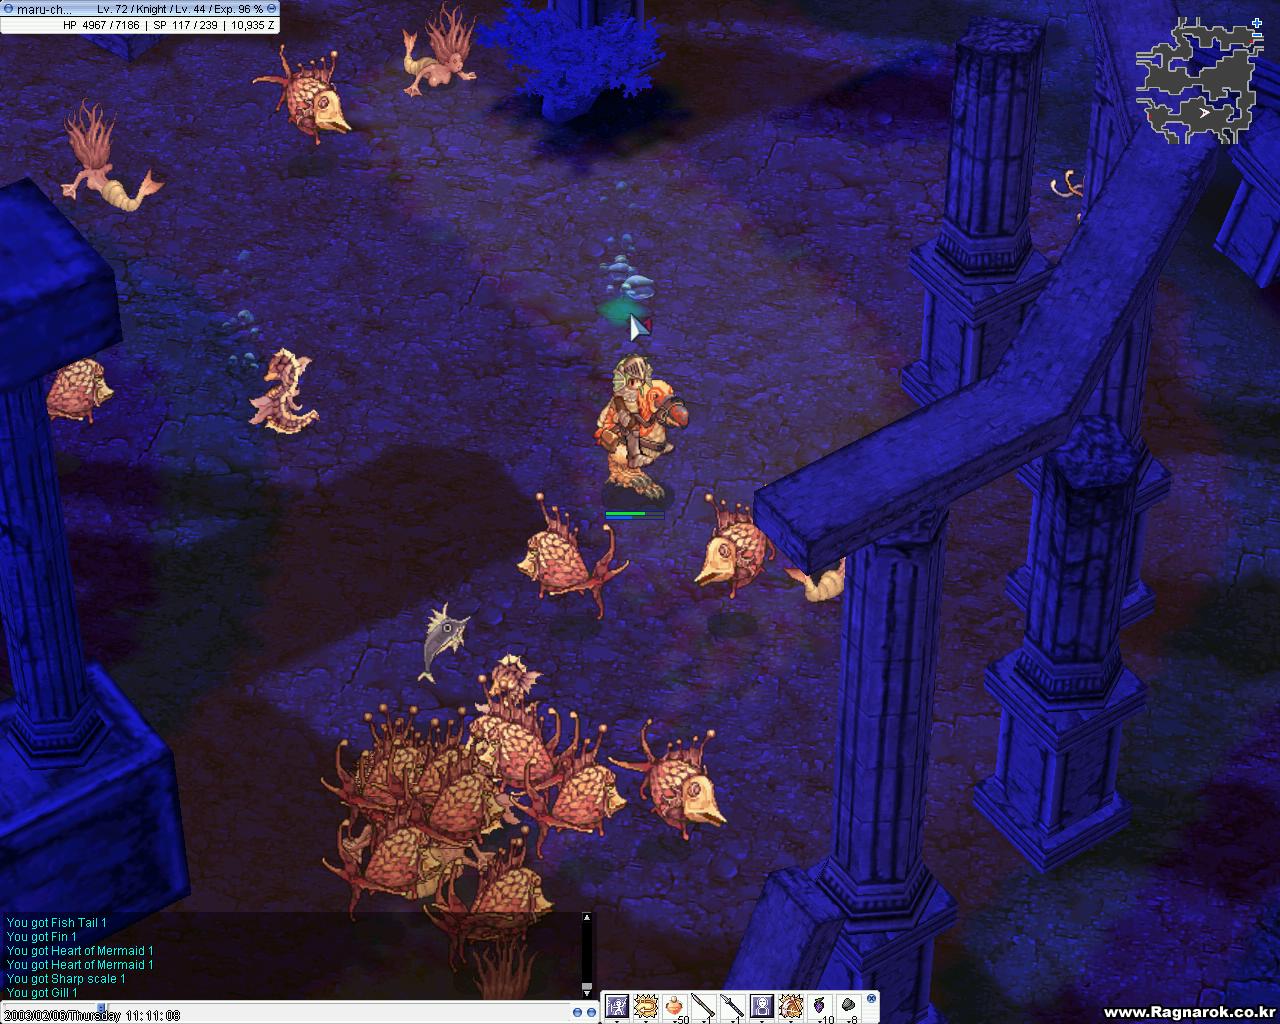 maru-ch... Lv. 72 / Knight / Lv. 44 / Exp. 96 %
HP 4967 / 7186 | SP 117 / 239 | 10,935 Z
You got Fish Tail 1
You got Fin 1
You got Heart of Mermaid 1
You got Heart of Mermaid 1
You got Sharp scale 1
You got Gill 1
2003/02/06/Thursday 11:11:08
50 1 1 10 8
www.Ragnarok.co.kr